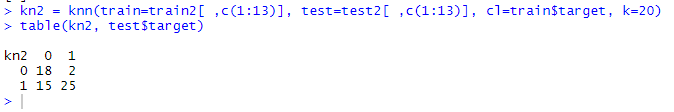 > kn2 = knn(train=train2[ ,c(1:13)], test=test2[ ,c(1:13)], cl=train$target, k=20)
> table(kn2, test$target)
kn2  0  1
  0 18  2
  1 15 25
>